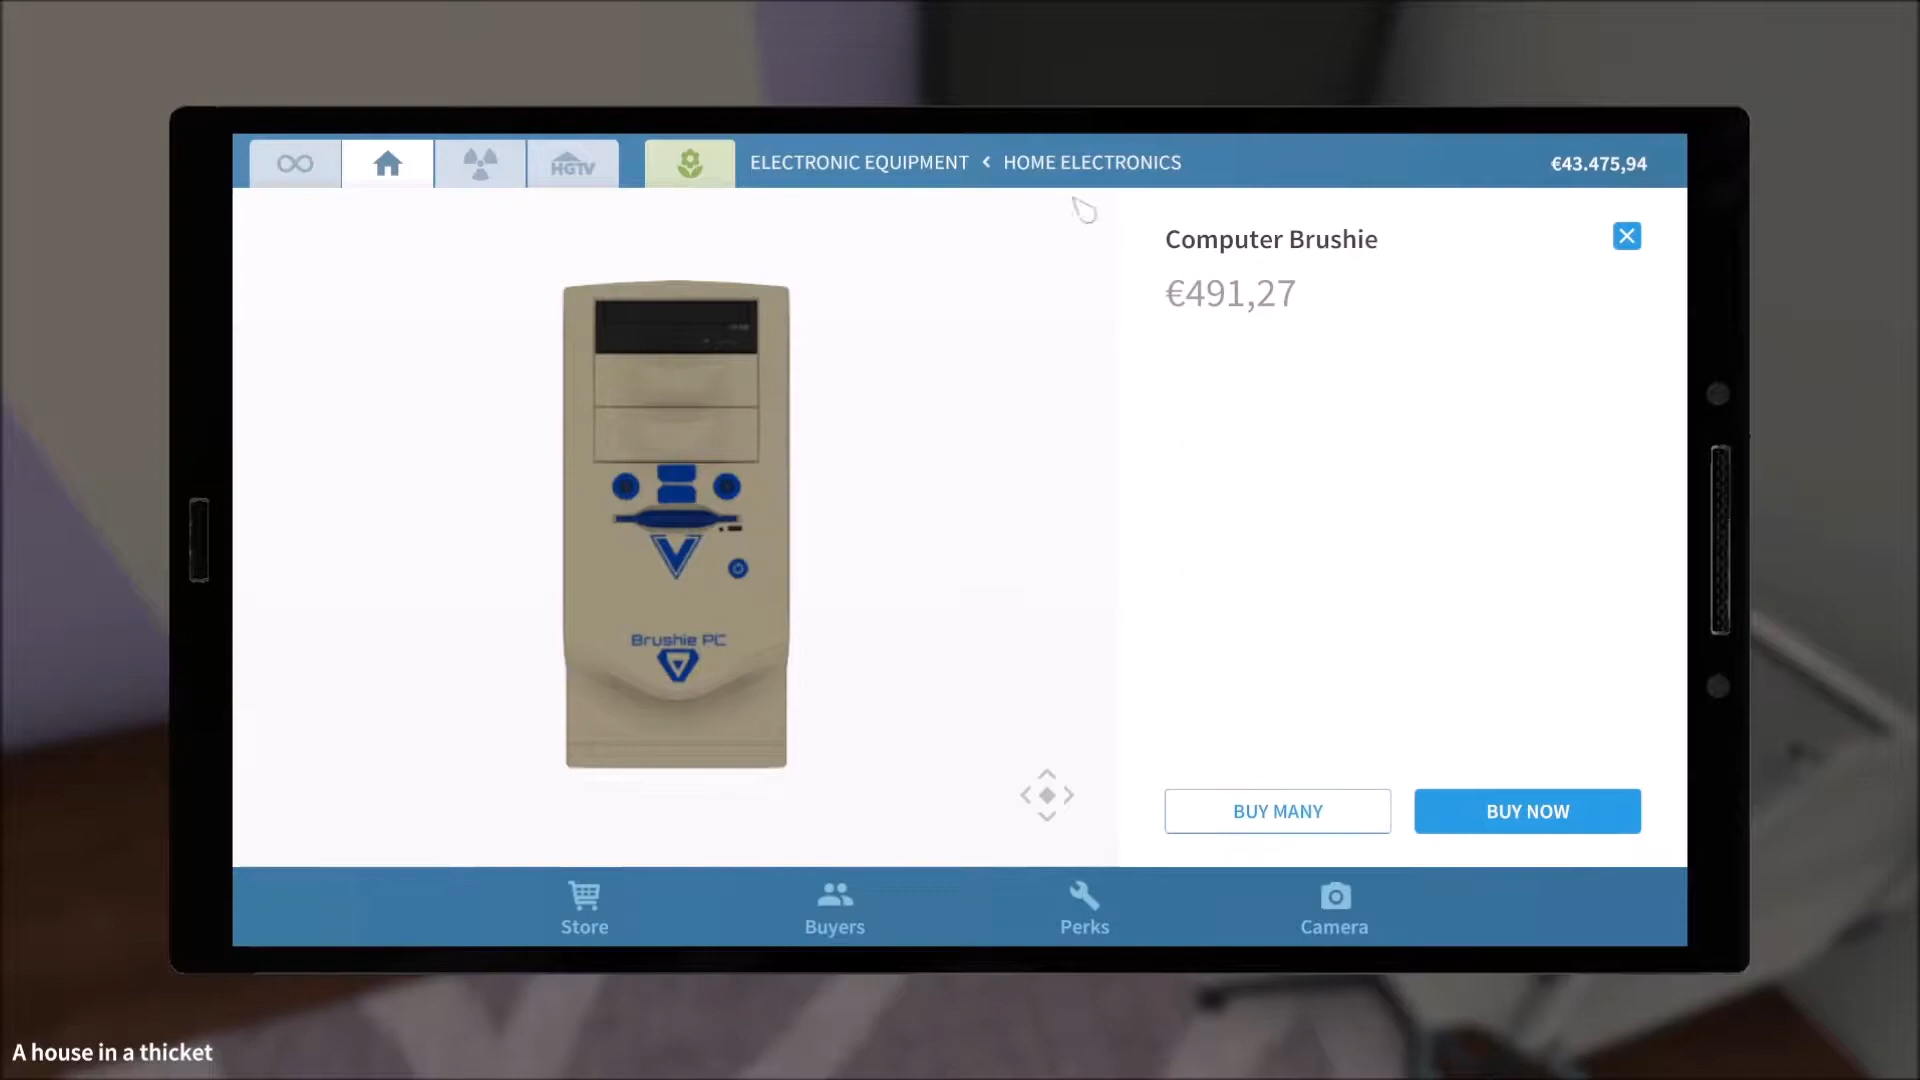 HGTV
ELECTRONIC EQUIPMENT < HOME ELECTRONICS
€43.475,94
Computer Brushie
€491,27
Brushie PC
BUY MANY
BUY NOW
Store
Buyers
Perks
Camera
A house in a thicket